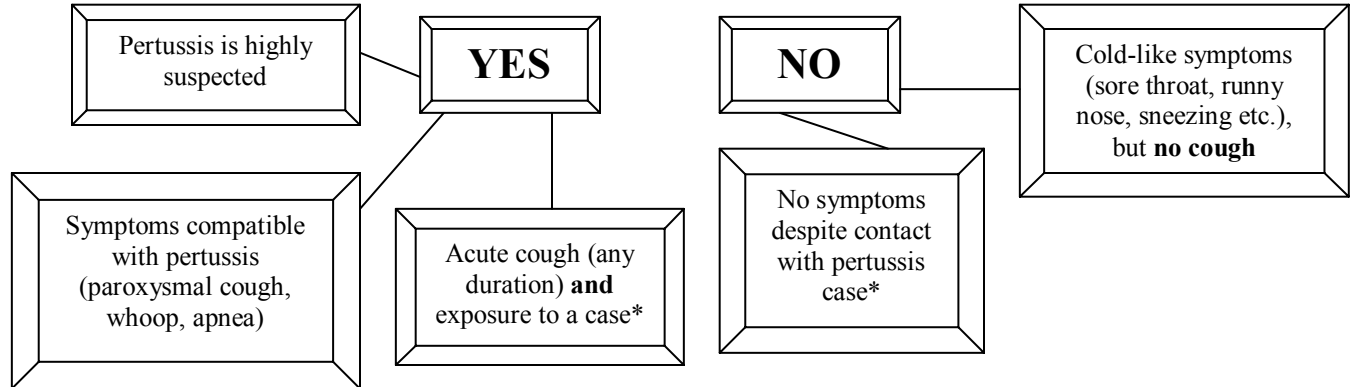 Pertussis is highly
suspected
YES
NO
Cold-like symptoms
(sore throat, runny
nose, sneezing etc.),
but no cough
Symptoms compatible
with pertussis
(paroxysmal cough,
whoop, apnea)
Acute cough (any
duration) and
exposure to a case*
No symptoms
despite contact
with pertussis
case*